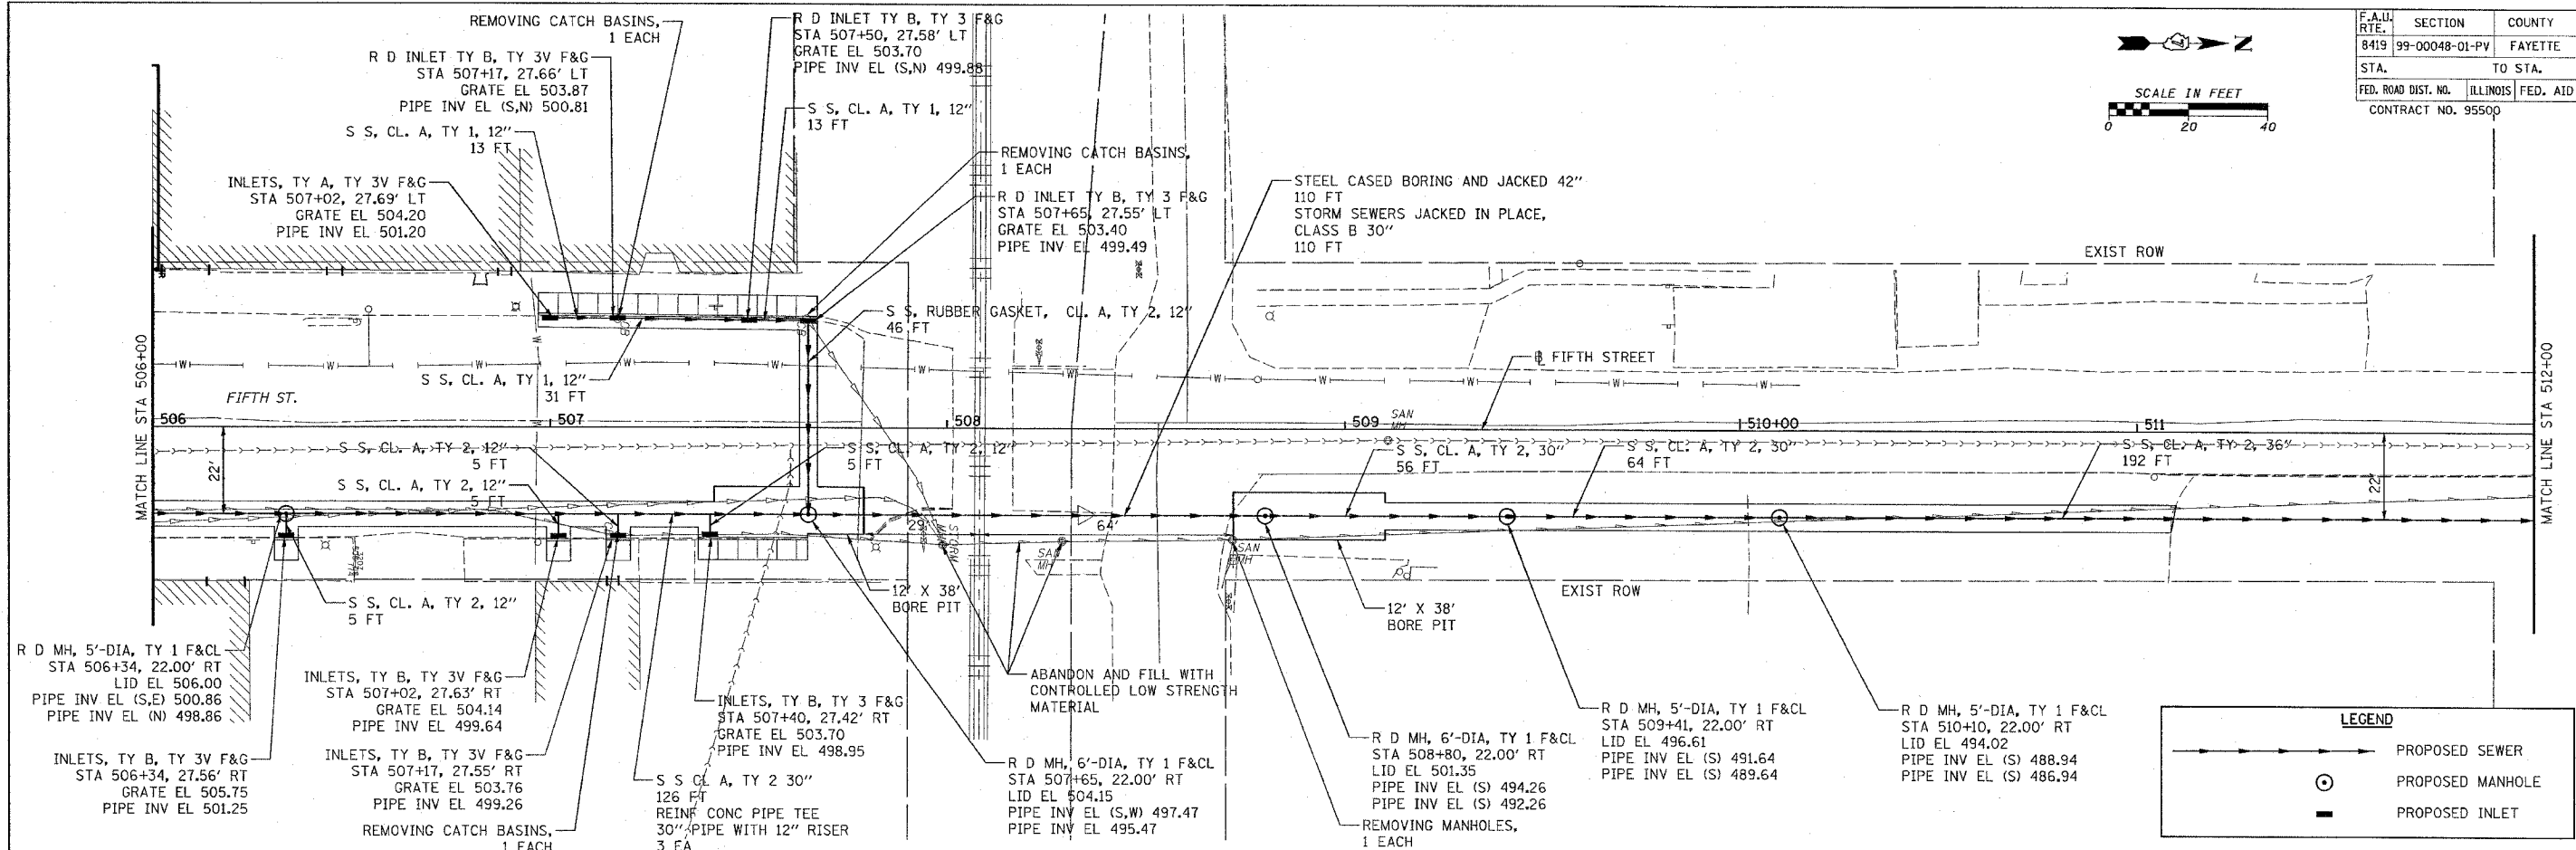 REMOVING CATCH BASINS,
1 EACH
R D INLET TY B, TY 3V F&G
STA 507+17, 27.66' LT
GRATE EL 503.87
PIPE INV EL (S,N) 500.81
S S, CL. A, TY 1, 12"
13 FT
INLETS, TY A, TY 3V F&G
STA 507+02, 27.69' LT
GRATE EL 504.20
PIPE INV EL 501.20
R D INLET TY B, TY 3 F&G
STA 507+50, 27.58' LT
GRATE EL 503.70
PIPE INV EL (S,N) 499.88
S S, CL. A, TY 1, 12"
13 FT
REMOVING CATCH BASINS,
1 EACH
R D INLET TY B, TY 3 F&G
STA 507+65, 27.55' LT
GRATE EL 503.40
PIPE INV EL 499.49
STEEL CASED BORING AND JACKED 42"
110 FT
STORM SEWERS JACKED IN PLACE,
CLASS B 30"
110 FT
Z
SCALE IN FEET
0 20 40
F.A.U. RTE. SECTION COUNTY
8419 99-00048-01-PV FAYETTE
STA. TO STA.
FED. ROAD DIST. NO. ILLINOIS FED. AID
CONTRACT NO. 95500
EXIST ROW
S S, RUBBER GASKET, CL. A, TY 2, 12"
46 FT
S S, CL. A, TY 1, 12"
31 FT
FIFTH ST.
℄ FIFTH STREET
MATCH LINE STA 506+00
MATCH LINE STA 512+00
506 507 508 509 510+00 511
SAN
MH
22'
22'
S S, CL. A, TY 2, 12"
5 FT
S S, CL. A, TY 2, 12"
5 FT
S S, CL. A, TY 2, 12"
5 FT
S S, CL. A, TY 2, 30"
56 FT
S S, CL. A, TY 2, 30"
64 FT
S S, CL. A, TY 2, 36"
192 FT
29'
64'
STORM
SAN
MH
SAN
MH
S S, CL. A, TY 2, 12"
5 FT
12' X 38'
BORE PIT
12' X 38'
BORE PIT
EXIST ROW
R D MH, 5'-DIA, TY 1 F&CL
STA 506+34, 22.00' RT
LID EL 506.00
PIPE INV EL (S,E) 500.86
PIPE INV EL (N) 498.86
INLETS, TY B, TY 3V F&G
STA 506+34, 27.56' RT
GRATE EL 505.75
PIPE INV EL 501.25
INLETS, TY B, TY 3V F&G
STA 507+02, 27.63' RT
GRATE EL 504.14
PIPE INV EL 499.64
INLETS, TY B, TY 3V F&G
STA 507+17, 27.55' RT
GRATE EL 503.76
PIPE INV EL 499.26
REMOVING CATCH BASINS,
1 EACH
INLETS, TY B, TY 3 F&G
STA 507+40, 27.42' RT
GRATE EL 503.70
PIPE INV EL 498.95
S S CL A, TY 2 30"
126 FT
REINF CONC PIPE TEE
30" PIPE WITH 12" RISER
3 EA
ABANDON AND FILL WITH
CONTROLLED LOW STRENGTH
MATERIAL
R D MH, 6'-DIA, TY 1 F&CL
STA 507+65, 22.00' RT
LID EL 504.15
PIPE INV EL (S,W) 497.47
PIPE INV EL 495.47
R D MH, 6'-DIA, TY 1 F&CL
STA 508+80, 22.00' RT
LID EL 501.35
PIPE INV EL (S) 494.26
PIPE INV EL (S) 492.26
REMOVING MANHOLES,
1 EACH
R D MH, 5'-DIA, TY 1 F&CL
STA 509+41, 22.00' RT
LID EL 496.61
PIPE INV EL (S) 491.64
PIPE INV EL (S) 489.64
R D MH, 5'-DIA, TY 1 F&CL
STA 510+10, 22.00' RT
LID EL 494.02
PIPE INV EL (S) 488.94
PIPE INV EL (S) 486.94
LEGEND
PROPOSED SEWER
PROPOSED MANHOLE
PROPOSED INLET